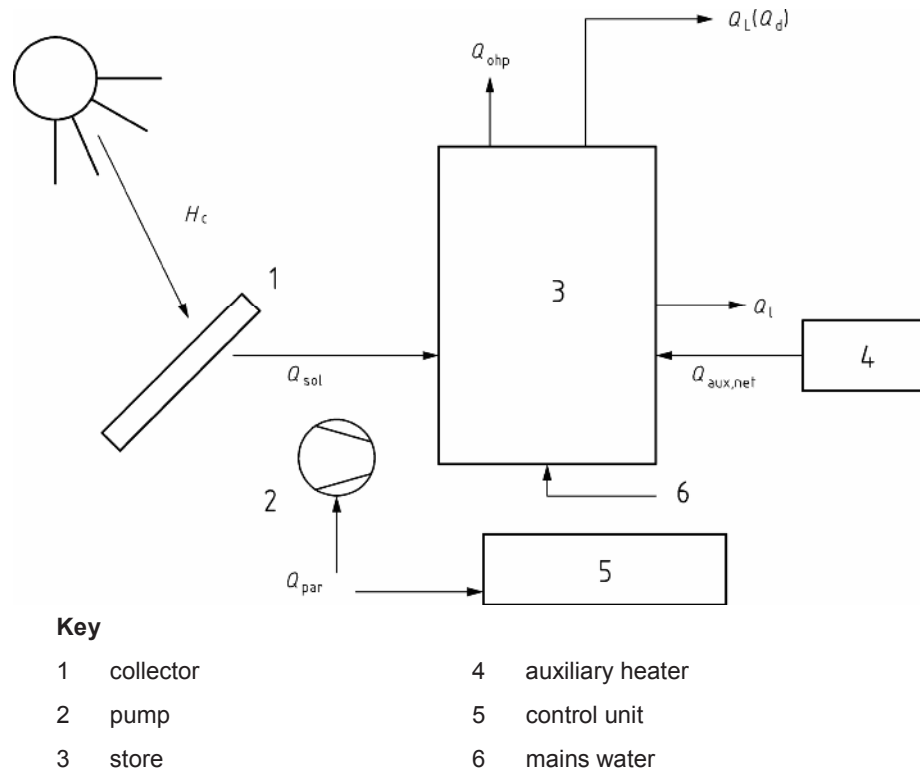 Q_L(Q_d)
Q_ohp
H_c
1
3
Q_l
4
Q_sol
Q_aux,net
2
6
5
Q_par
Key
1 collector
4 auxiliary heater
2 pump
5 control unit
3 store
6 mains water